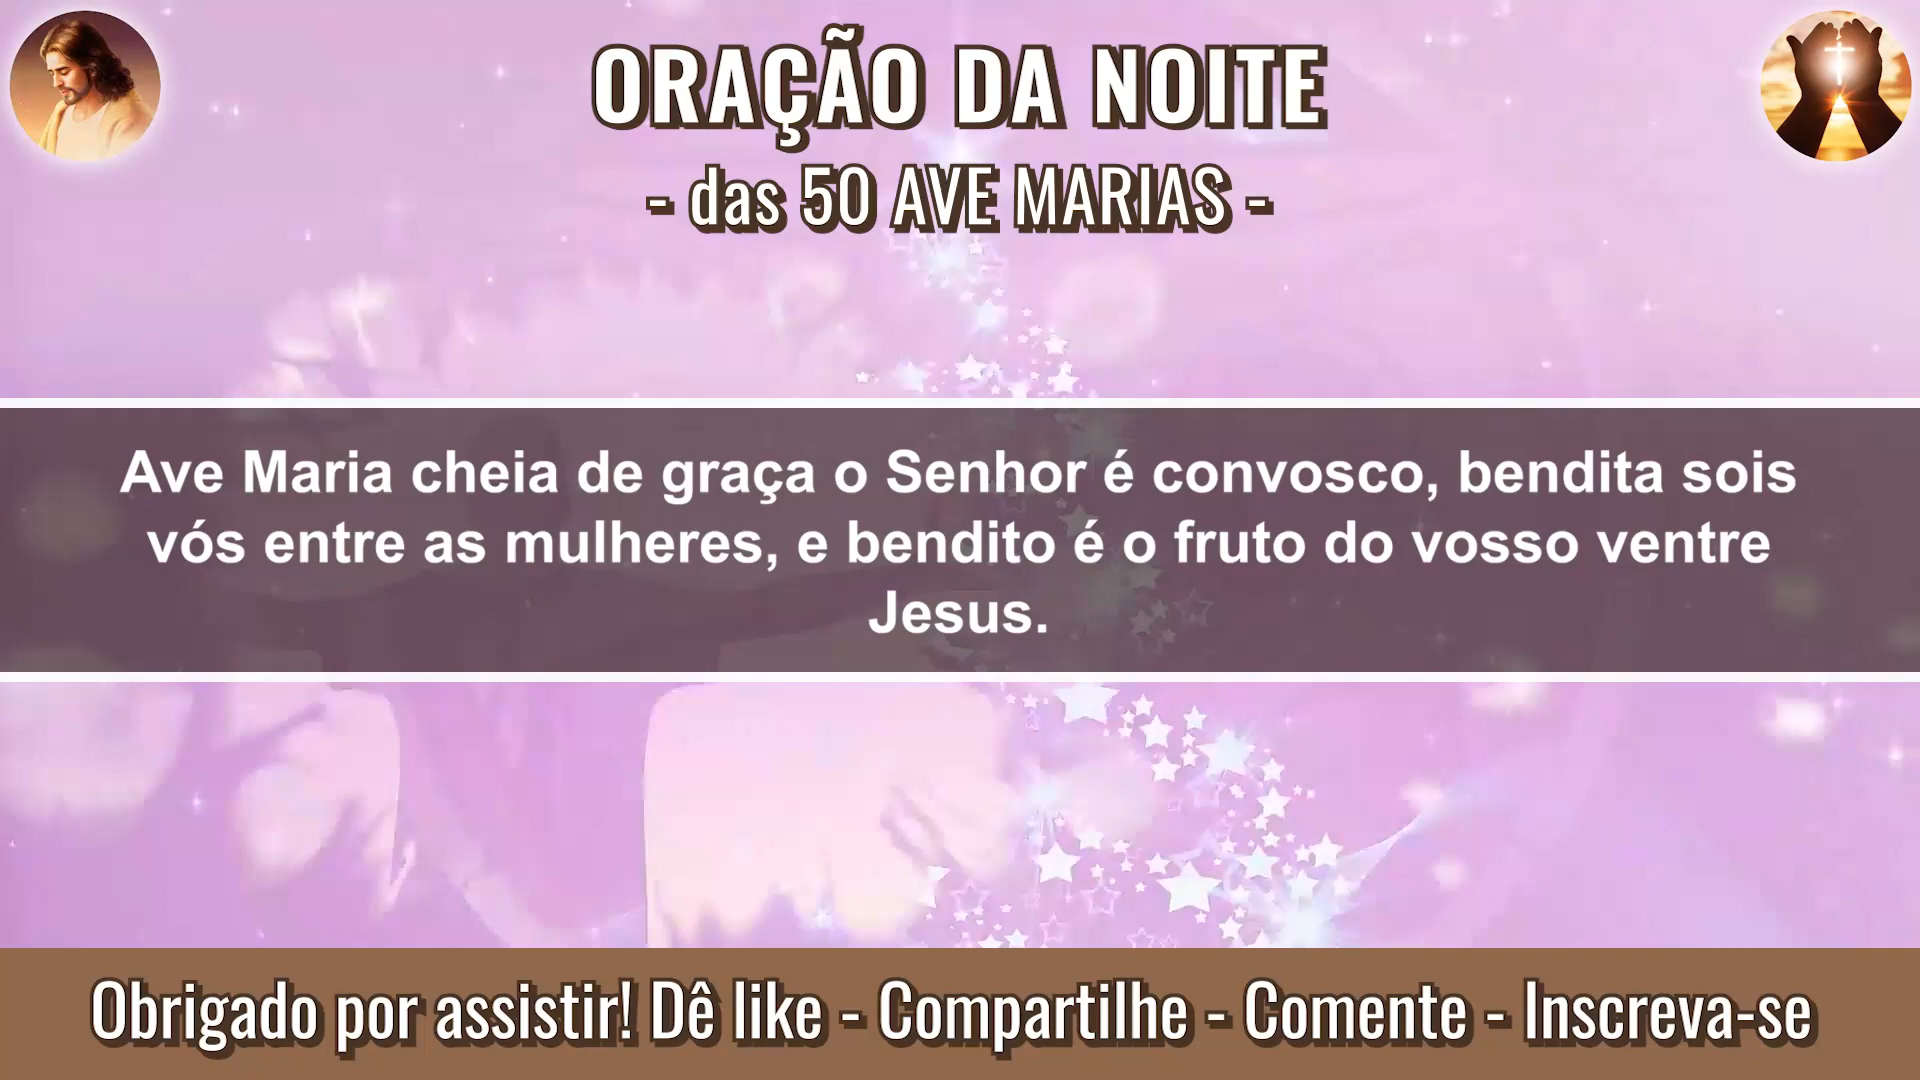 ORAÇÃO DA NOITE
- das 50 AVE MARIAS -
Ave Maria cheia de graça o Senhor é convosco, bendita sois
vós entre as mulheres, e bendito é o fruto do vosso ventre
Jesus.
Obrigado por assistir! Dê like - Compartilhe - Comente - Inscreva-se